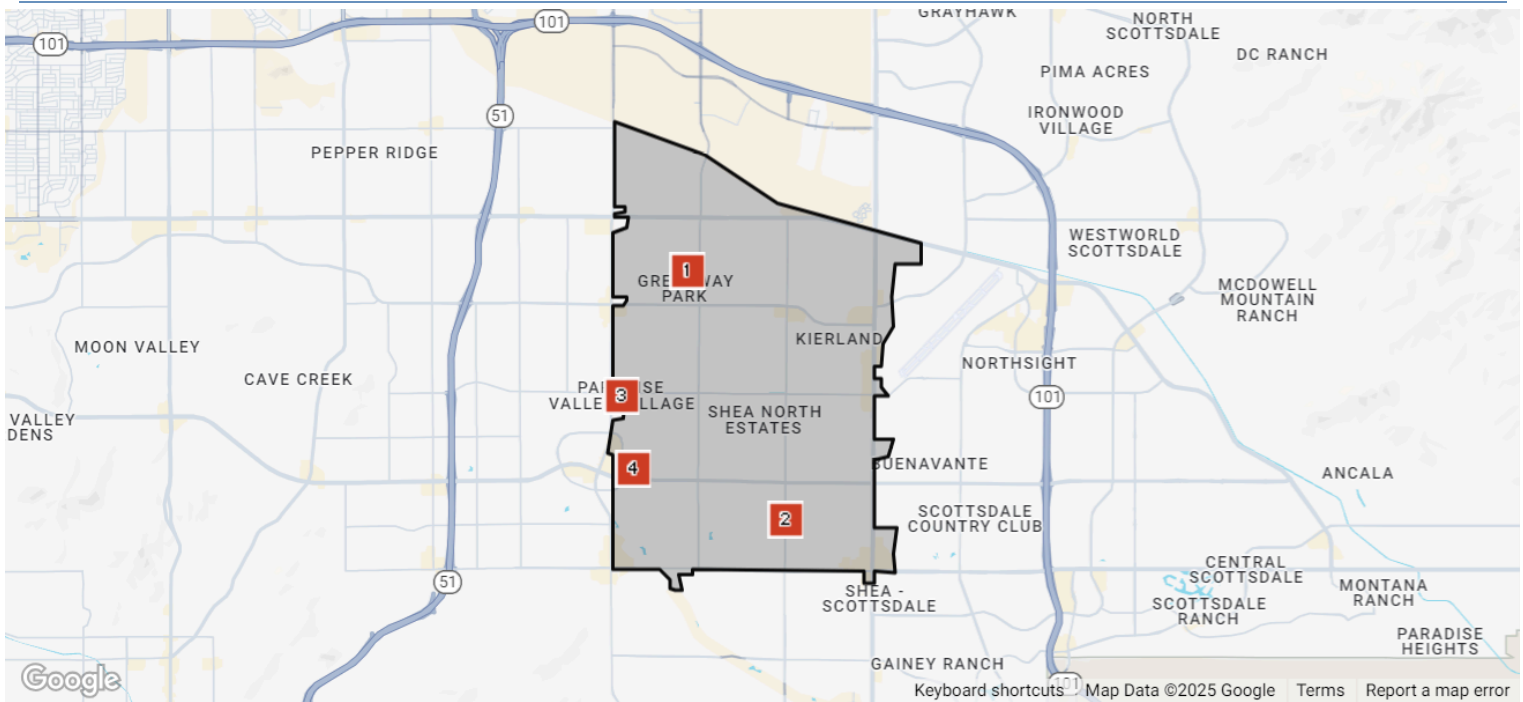 GRAYHAWK
NORTH
SCOTTSDALE
101
101
DC RANCH
PIMA ACRES
51
IRONWOOD
VILLAGE
PEPPER RIDGE
WESTWORLD
SCOTTSDALE
1
PARK
MCDOWELL
MOUNTAIN
RANCH
KIERLAND
MOON VALLEY
NORTHSIGHT
CAVE CREEK
3
101
SHEA NORTH
ESTATES
VALLEY
DENS
4
BUENAVANTE
ANCALA
2
SCOTTSDALE
COUNTRY CLUB
51
CENTRAL
SCOTTSDALE
MONTANA
RANCH
SHEA -
SCOTTSDALE
SCOTTSDALE
RANCH
PARADISE
HEIGHTS
GAINEY RANCH
101
Google
Keyboard shortcuts Map Data ©2025 Google Terms Report a map error